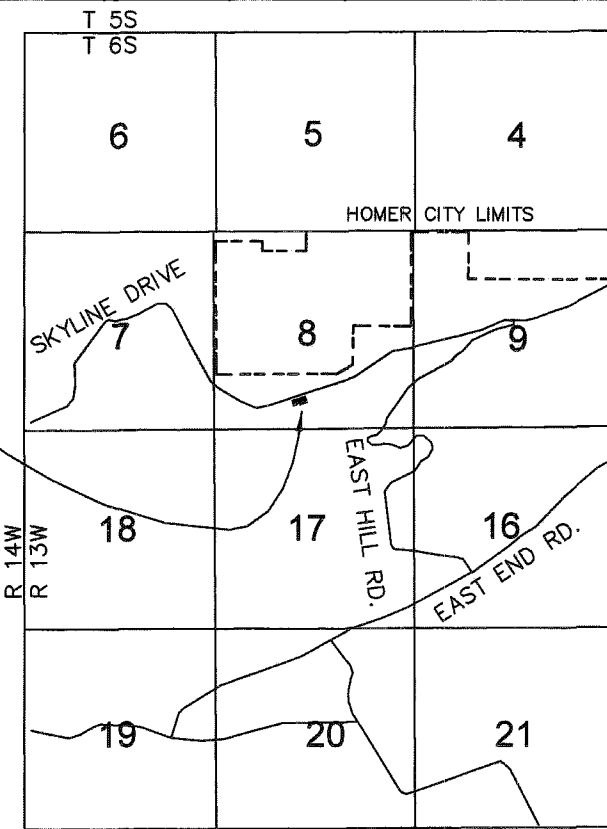 T 5S
T 6S
6
5
4
HOMER CITY LIMITS
SKYLINE DRIVE
7
8
9
R 14W
R 13W
18
17
EAST HILL RD.
16
EAST END RD.
19
20
21